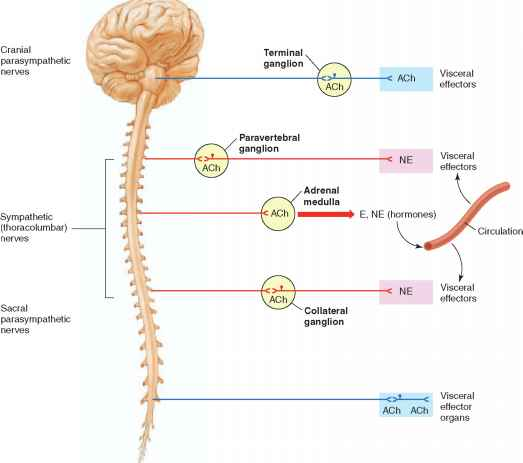 Cranial
parasympathetic
nerves
Terminal
ganglion
ACh
ACh
Visceral
effectors
Paravertebral
ganglion
ACh
NE
Visceral
effectors
Sympathetic
(thoracolumbar)
nerves
Adrenal
medulla
ACh
E, NE (hormones)
Circulation
Sacral
parasympathetic
nerves
ACh
Collateral
ganglion
NE
Visceral
effectors
ACh ACh
Visceral
effector
organs